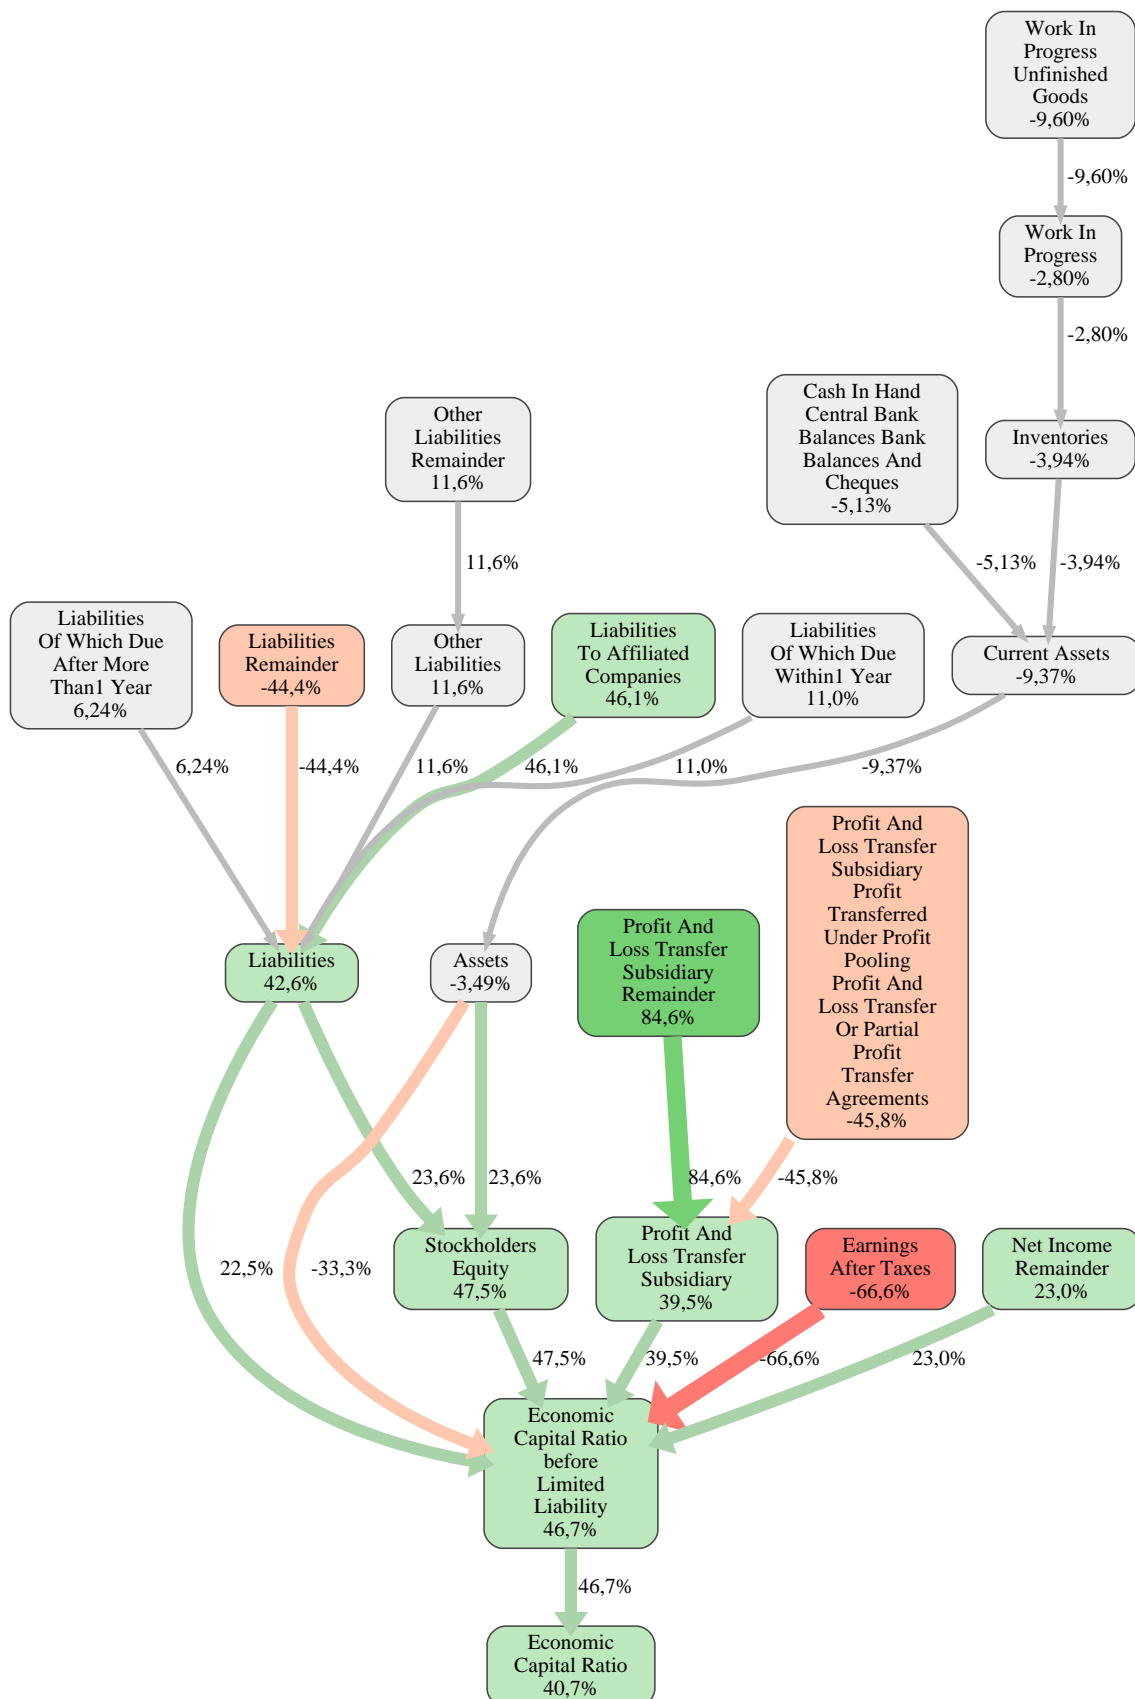 Work In
Progress
Unfinished
Goods
-9,60%
-9,60%
Work In
Progress
-2,80%
-2,80%
Cash In Hand
Central Bank
Balances Bank
Balances And
Cheques
-5,13%
Other
Liabilities
Remainder
11,6%
Inventories
-3,94%
11,6%
-5,13%
-3,94%
Liabilities
Of Which Due
After More
Than1 Year
6,24%
Liabilities
Remainder
-44,4%
Other
Liabilities
11,6%
Liabilities
To Affiliated
Companies
46,1%
Liabilities
Of Which Due
Within1 Year
11,0%
Current Assets
-9,37%
6,24%
-44,4%
11,6%
46,1%
11,0%
-9,37%
Profit And
Loss Transfer
Subsidiary
Profit
Transferred
Under Profit
Pooling
Profit And
Loss Transfer
Or Partial
Profit
Transfer
Agreements
-45,8%
Profit And
Loss Transfer
Subsidiary
Remainder
84,6%
Liabilities
42,6%
Assets
-3,49%
23,6%
23,6%
84,6%
-45,8%
22,5%
-33,3%
Stockholders
Equity
47,5%
Profit And
Loss Transfer
Subsidiary
39,5%
Earnings
After Taxes
-66,6%
Net Income
Remainder
23,0%
47,5%
39,5%
-66,6%
23,0%
Economic
Capital Ratio
before
Limited
Liability
46,7%
46,7%
Economic
Capital Ratio
40,7%